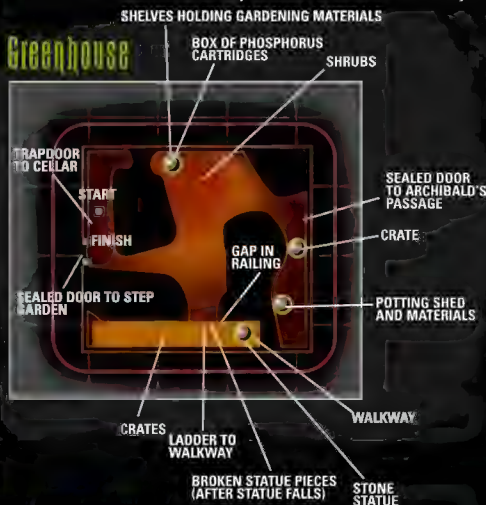 SHELVES HOLDING GARDENING MATERIALS
Greenhouse
BOX OF PHOSPHORUS
CARTRIDGES
SHRUBS
TRAPDOOR
TO CELLAR
START
SEALED DOOR
TO ARCHIBALD'S
PASSAGE
FINISH
CRATE
GAP IN
RAILING
SEALED DOOR TO STEP
GARDEN
POTTING SHED
AND MATERIALS
WALKWAY
CRATES
LADDER TO
WALKWAY
BROKEN STATUE PIECES
(AFTER STATUE FALLS)
STONE
STATUE